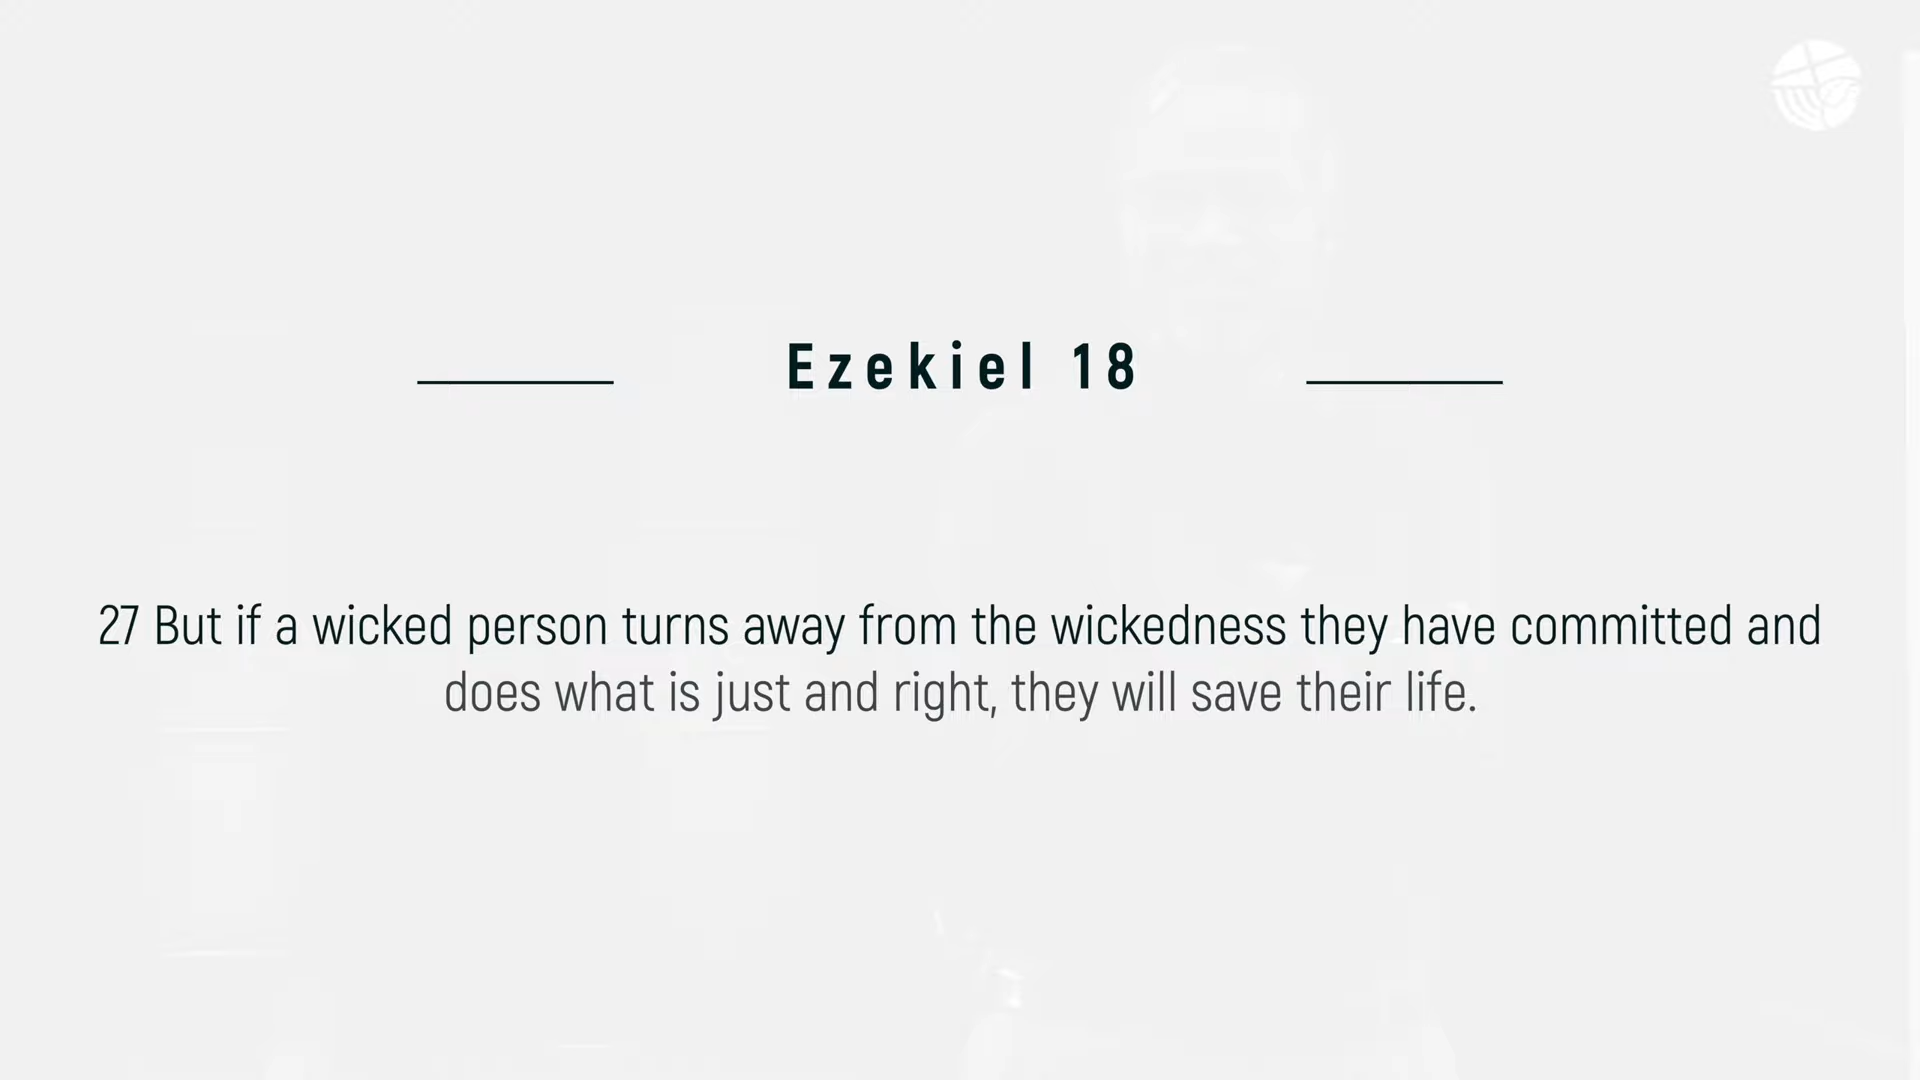 Ezekiel 18
27 But if a wicked person turns away from the wickedness they have committed and
does what is just and right, they will save their life.